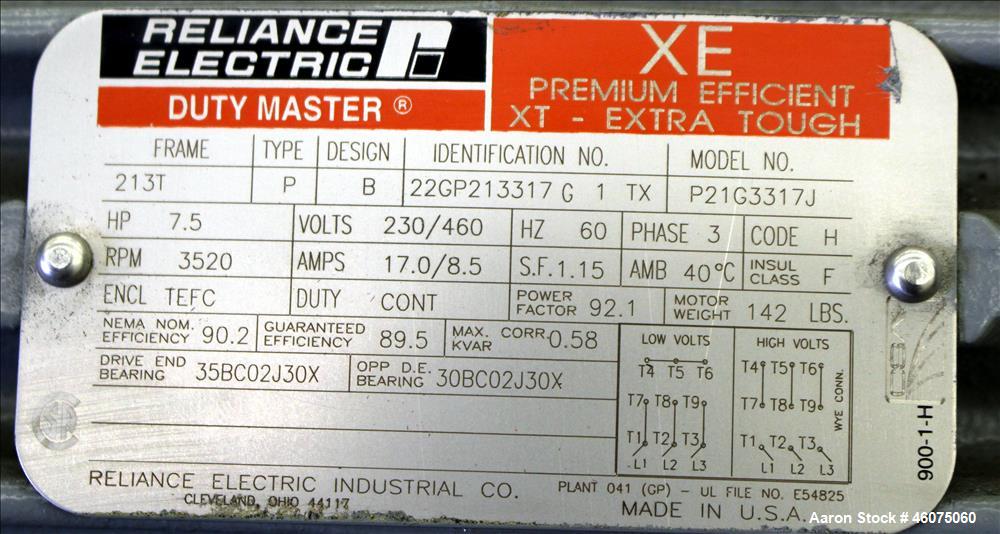 RELIANCE
ELECTRIC
DUTY MASTER ®
XE
PREMIUM EFFICIENT
XT - EXTRA TOUGH
FRAME TYPE DESIGN IDENTIFICATION NO. MODEL NO.
213T P B 22GP213317 G 1 TX P21G3317J
HP 7.5 VOLTS 230/460 HZ 60 PHASE 3 CODE H
RPM 3520 AMPS 17.0/8.5 S.F. 1.15 AMB 40°C INSUL CLASS F
ENCL TEFC DUTY CONT POWER FACTOR 92.1 MOTOR WEIGHT 142 LBS.
NEMA NOM. EFFICIENCY 90.2 GUARANTEED EFFICIENCY 89.5 MAX. CORR. KVAR 0.58
DRIVE END BEARING 35BC02J30X OPP D.E. BEARING 30BC02J30X
LOW VOLTS
T4 T5 T6
T7 T8 T9
T1 T2 T3
L1 L2 L3
HIGH VOLTS
T4 T5 T6
T7 T8 T9
T1 T2 T3
L1 L2 L3
WYE CONN.
900-1-H
RELIANCE ELECTRIC INDUSTRIAL CO. PLANT 041 (GP) - UL FILE NO. E54825
CLEVELAND, OHIO 44117 MADE IN U.S.A.
Aaron Stock # 46075060